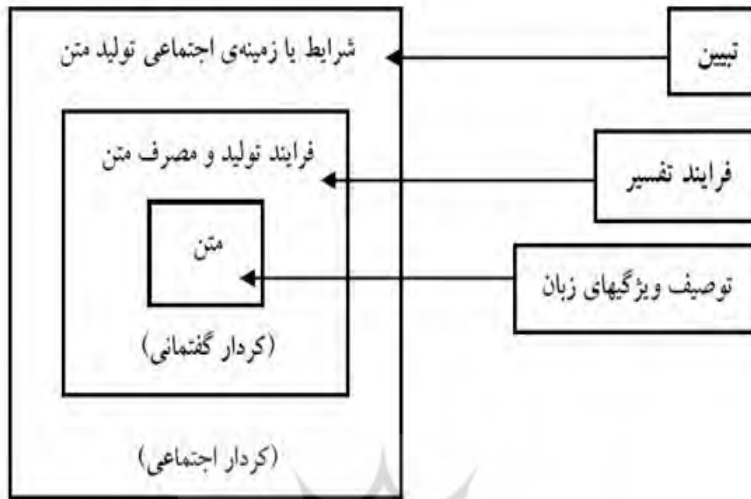 تبیین
شرایط یا زمینه‌ی اجتماعی تولید متن
فرایند تفسیر
فرایند تولید و مصرف متن
متن
توصیف ویژگیهای زبان
(کردار گفتمانی)
(کردار اجتماعی)